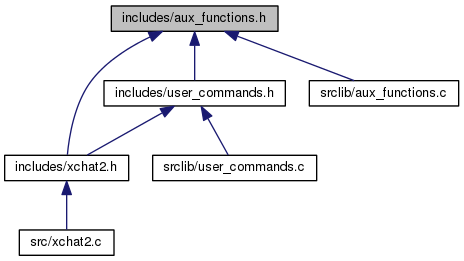 includes/aux_functions.h
includes/user_commands.h
srclib/aux_functions.c
includes/xchat2.h
srclib/user_commands.c
src/xchat2.c